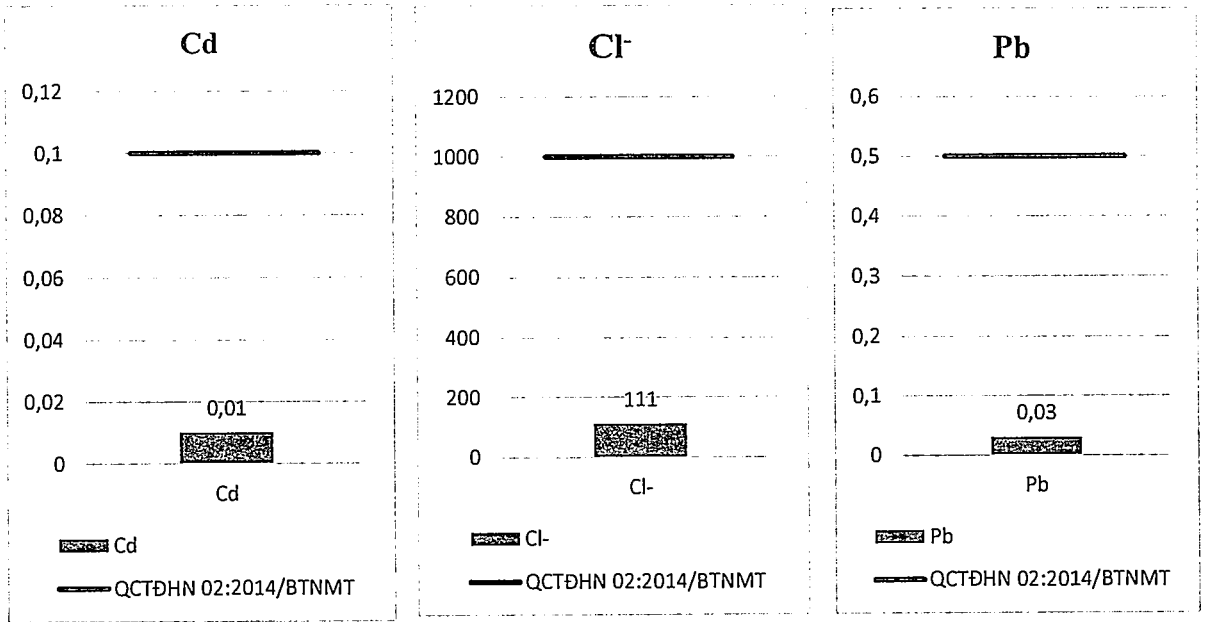 Cd
0,12
0,1
0,08
0,06
0,04
0,02
0
0,01
Cd
Cd
QCTĐHN 02:2014/BTNMT
Cl-
1200
1000
800
600
400
200
0
111
Cl-
Cl-
QCTĐHN 02:2014/BTNMT
Pb
0,6
0,5
0,4
0,3
0,2
0,1
0
0,03
Pb
Pb
QCTĐHN 02:2014/BTNMT